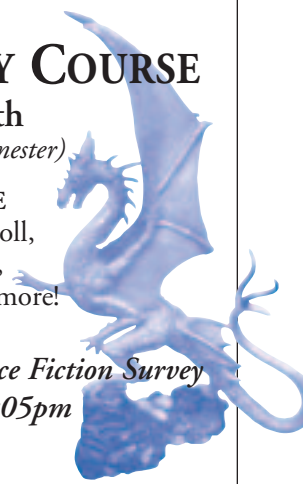 Y COURSE
th
nester)
E
oll,
,
more!
ce Fiction Survey
05pm